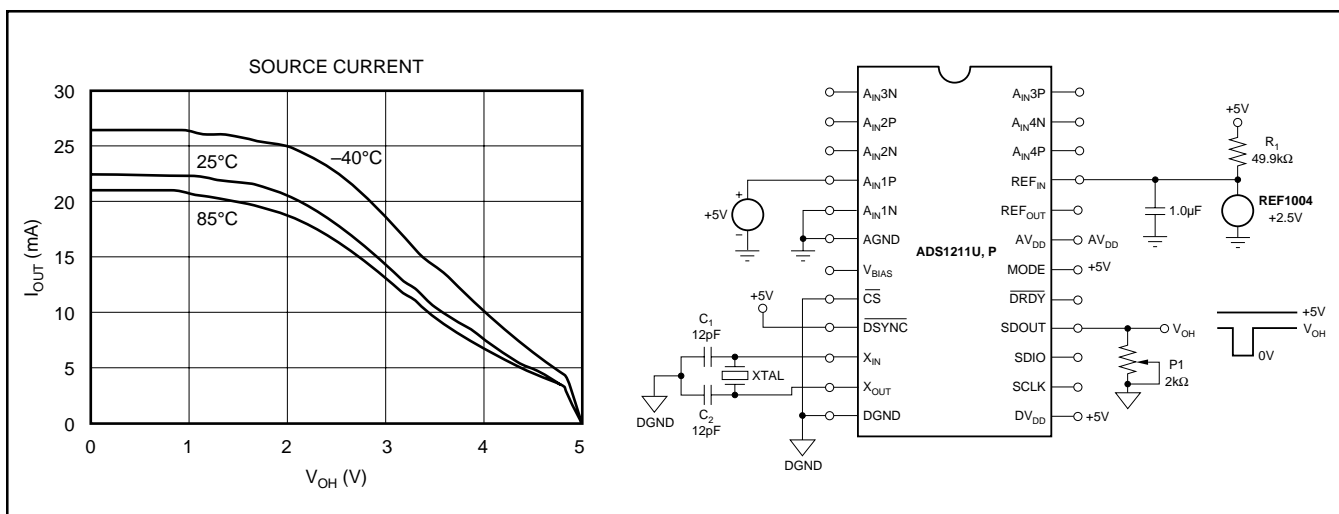 SOURCE CURRENT
30
25
20
15
10
5
0
I_OUT (mA)
–40°C
25°C
85°C
0 1 2 3 4 5
V_OH (V)
A_IN3N
A_IN2P
A_IN2N
A_IN1P
A_IN1N
AGND
V_BIAS
CS
DSYNC
X_IN
X_OUT
DGND
ADS1211U, P
A_IN3P
A_IN4N
A_IN4P
REF_IN
REF_OUT
AV_DD
MODE
DRDY
SDOUT
SDIO
SCLK
DV_DD
+
+5V
–
+5V
C1
12pF
XTAL
C2
12pF
DGND
DGND
+5V
R1
49.9kΩ
1.0µF
REF1004
+2.5V
AV_DD
+5V
V_OH
P1
2kΩ
+5V
+5V
V_OH
0V